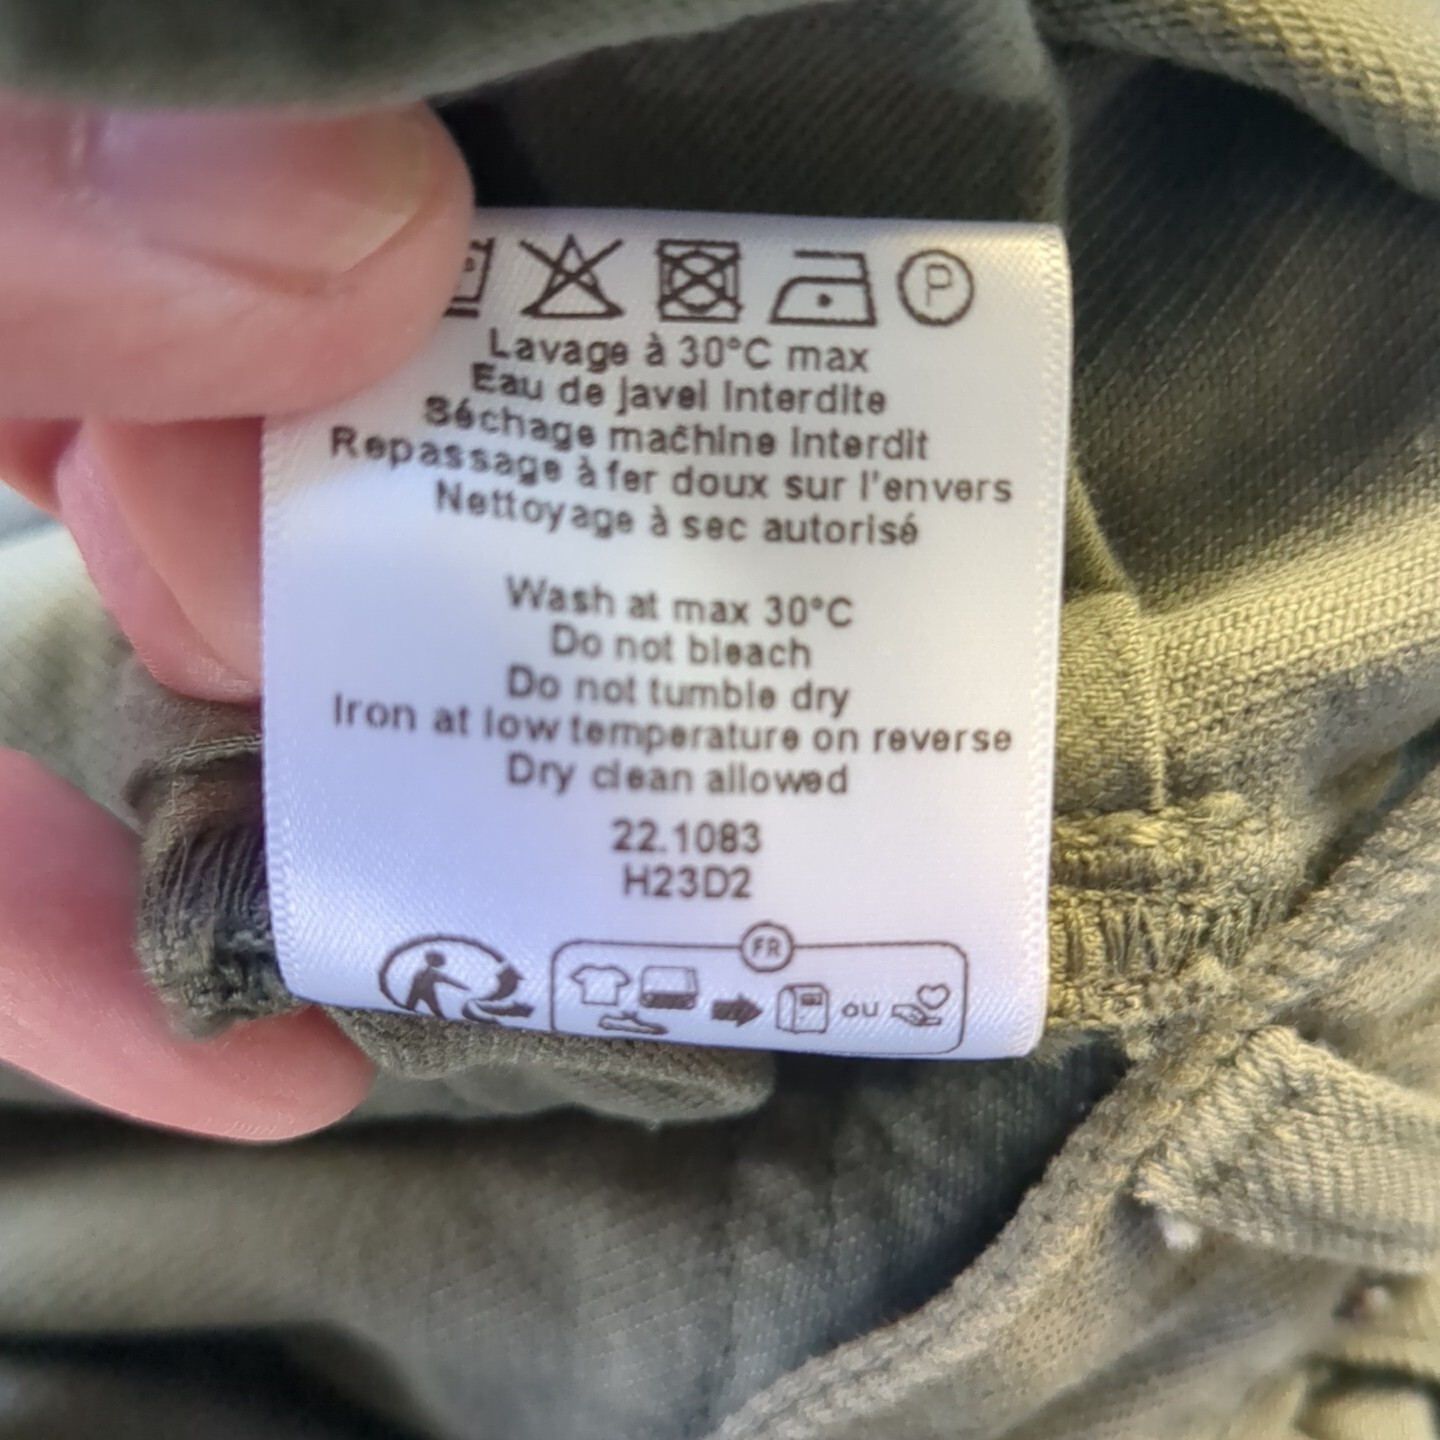 P
Lavage à 30°C max
Eau de javel interdite
Séchage machine interdit
Repassage à fer doux sur l'envers
Nettoyage à sec autorisé
Wash at max 30°C
Do not bleach
Do not tumble dry
Iron at low temperature on reverse
Dry clean allowed
22.1083
H23D2
FR
ou